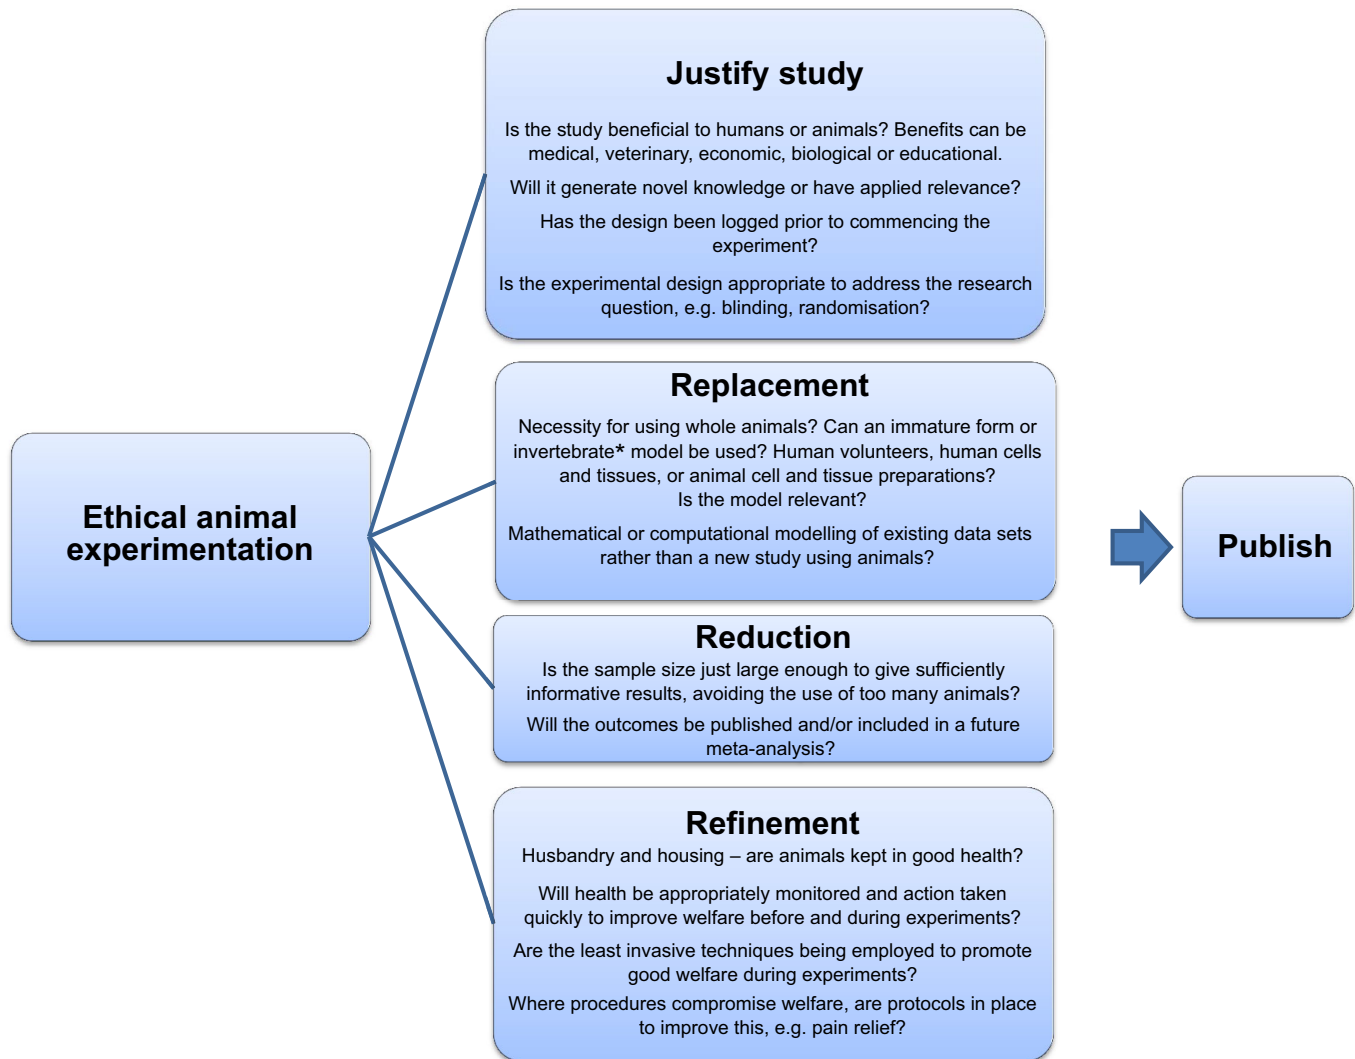 Justify study
Is the study beneficial to humans or animals? Benefits can be
medical, veterinary, economic, biological or educational.
Will it generate novel knowledge or have applied relevance?
Has the design been logged prior to commencing the
experiment?
Is the experimental design appropriate to address the research
question, e.g. blinding, randomisation?
Replacement
Necessity for using whole animals? Can an immature form or
invertebrate* model be used? Human volunteers, human cells
and tissues, or animal cell and tissue preparations?
Is the model relevant?
Mathematical or computational modelling of existing data sets
rather than a new study using animals?
Ethical animal
experimentation
Publish
Reduction
Is the sample size just large enough to give sufficiently
informative results, avoiding the use of too many animals?
Will the outcomes be published and/or included in a future
meta-analysis?
Refinement
Husbandry and housing – are animals kept in good health?
Will health be appropriately monitored and action taken
quickly to improve welfare before and during experiments?
Are the least invasive techniques being employed to promote
good welfare during experiments?
Where procedures compromise welfare, are protocols in place
to improve this, e.g. pain relief?